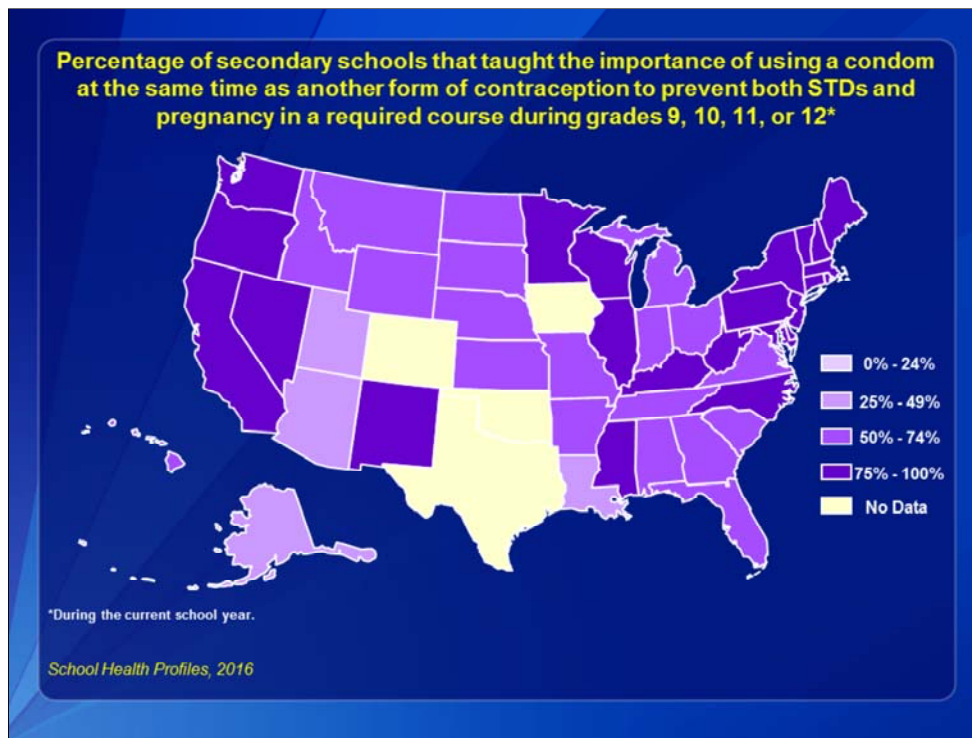 Percentage of secondary schools that taught the importance of using a condom
at the same time as another form of contraception to prevent both STDs and
pregnancy in a required course during grades 9, 10, 11, or 12*
0% - 24%
25% - 49%
50% - 74%
75% - 100%
No Data
*During the current school year.
School Health Profiles, 2016